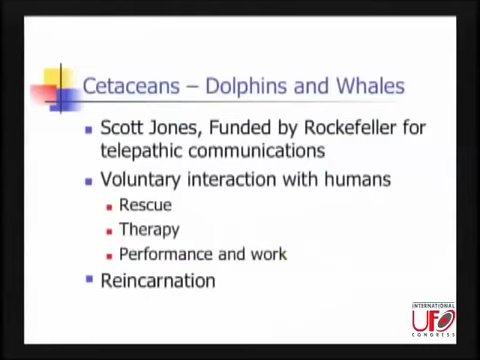 Cetaceans – Dolphins and Whales
Scott Jones, Funded by Rockefeller for
telepathic communications
Voluntary interaction with humans
Rescue
Therapy
Performance and work
Reincarnation
INTERNATIONAL
UFO
CONGRESS